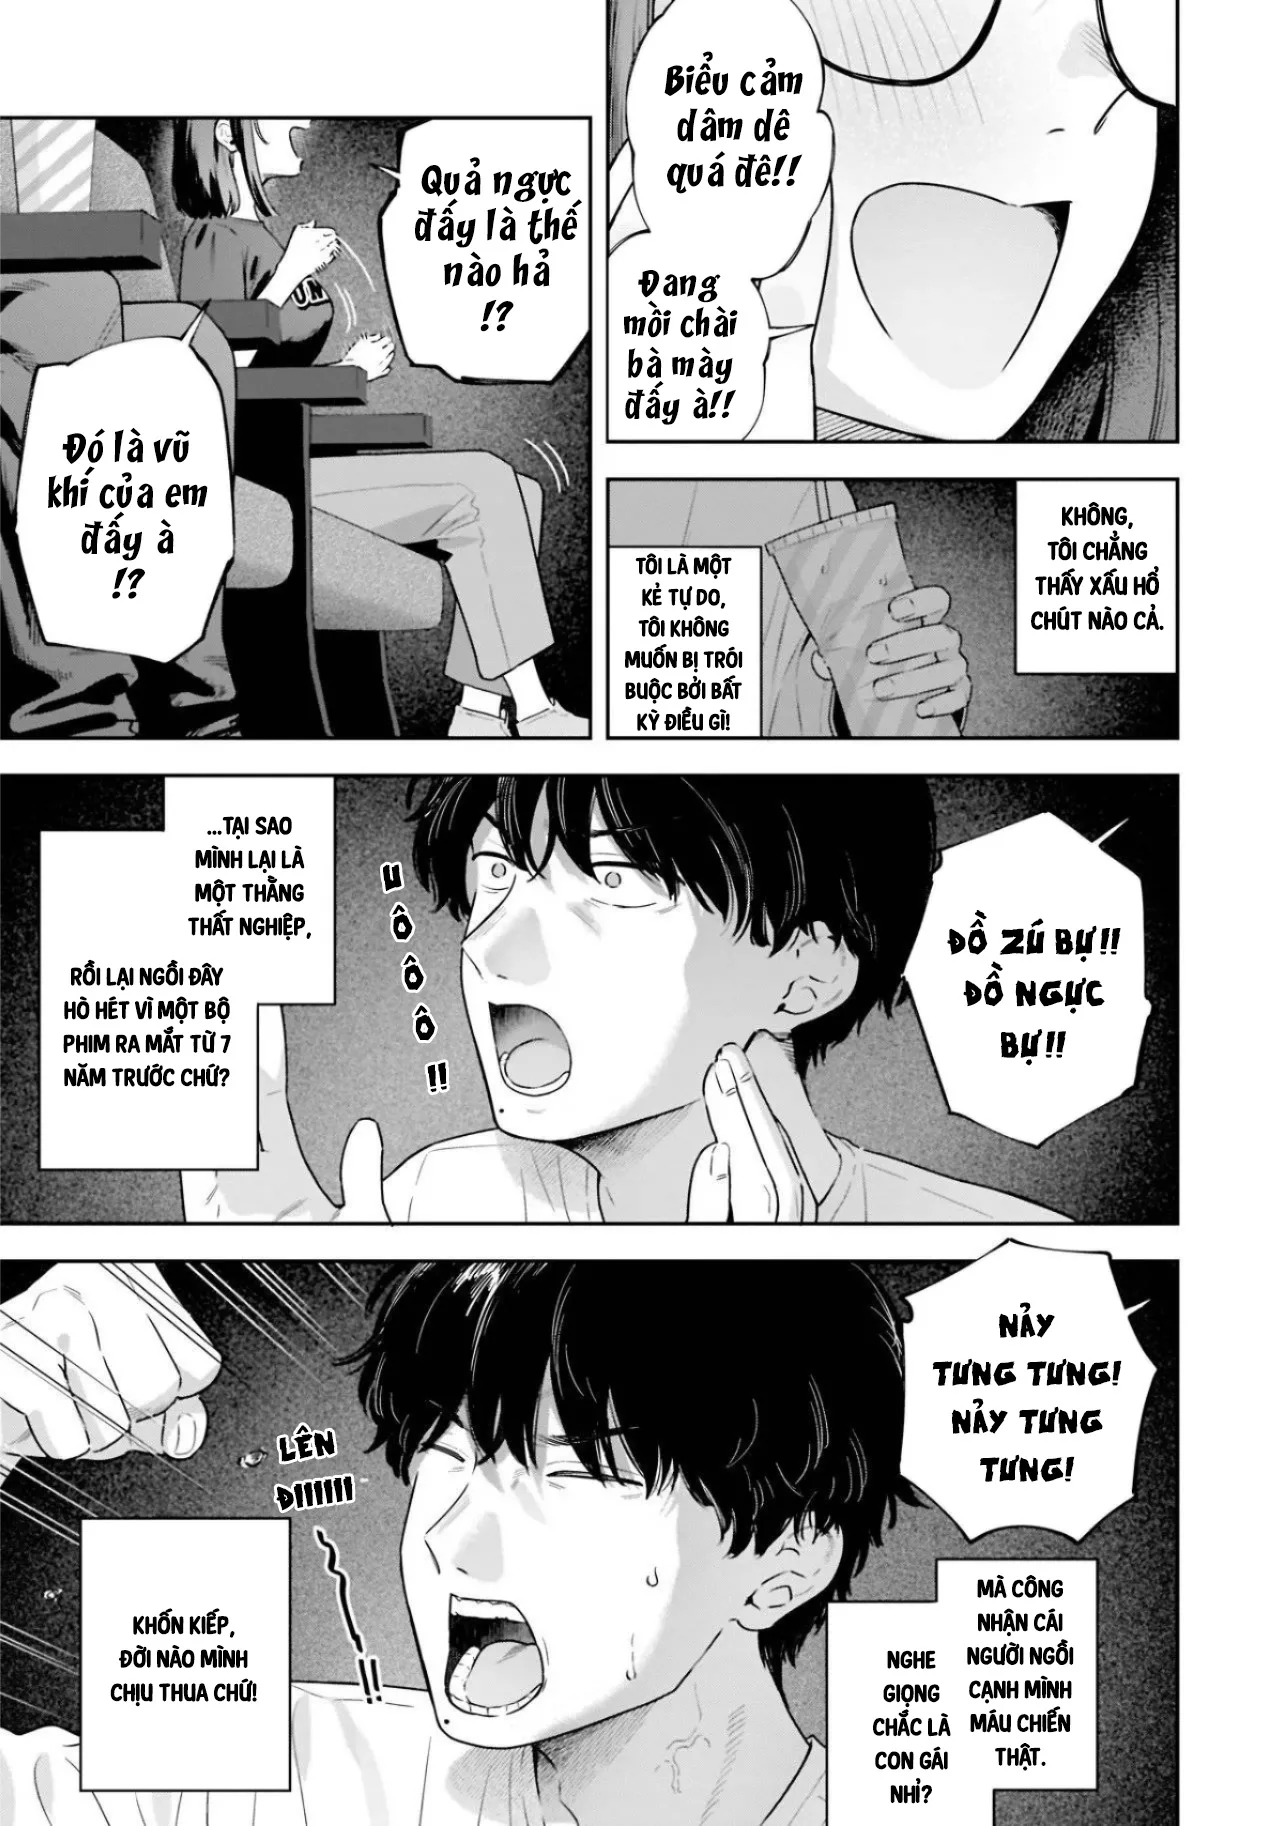 Biểu cảm
dâm dê
quá đê!!
Đang
mồi chài
bà mày
đấy à!!
Quả ngực
đấy là thế
nào hả
!?
Đó là vũ
khí của em
đấy à
!?
KHÔNG,
TÔI CHẲNG
THẤY XẤU HỔ
CHÚT NÀO CẢ.
TÔI LÀ MỘT
KẺ TỰ DO,
TÔI KHÔNG
MUỐN BỊ TRÓI
BUỘC BỞI BẤT
KỲ ĐIỀU GÌ!
ĐỒ ZÚ BỰ!!
ĐỒ NGỰC
BỰ!!
UÔÔÔÔ!!
...TẠI SAO
MÌNH LẠI LÀ
MỘT THẰNG
THẤT NGHIỆP,
RỒI LẠI NGỒI ĐÂY
HÒ HÉT VÌ MỘT BỘ
PHIM RA MẮT TỪ 7
NĂM TRƯỚC CHỨ?
NẢY
TƯNG TƯNG!
NẢY TƯNG
TƯNG!
MÀ CÔNG
NHẬN CÁI
NGƯỜI NGỒI
CẠNH MÌNH
MÁU CHIẾN
THẬT.
NGHE
GIỌNG
CHẮC LÀ
CON GÁI
NHỈ?
LÊN
ĐIIIIII
~~!!
KHỐN KIẾP,
ĐỜI NÀO MÌNH
CHỊU THUA CHỨ!